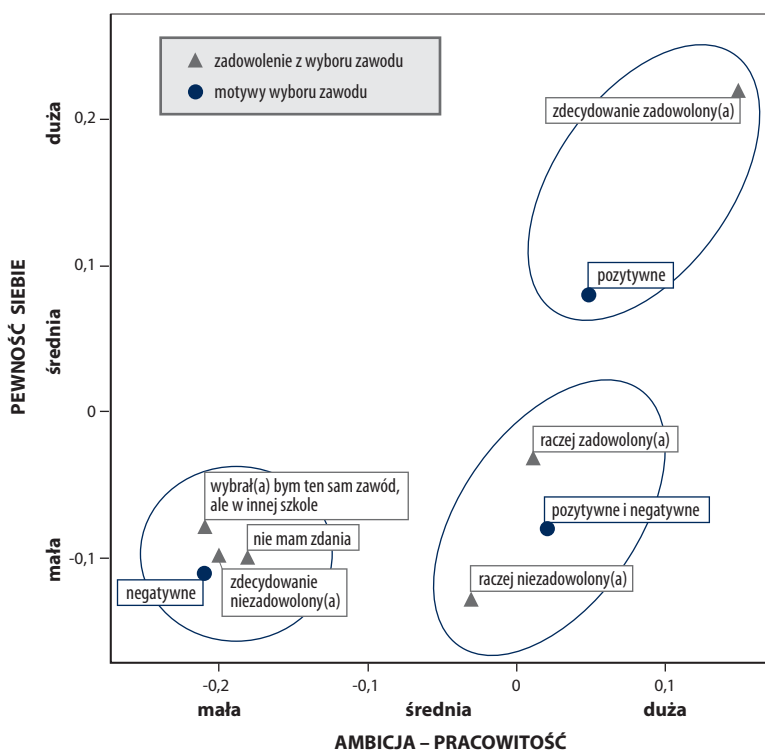 zadowolenie z wyboru zawodu
motywy wyboru zawodu
PEWNOŚĆ SIEBIE
duża
średnia
mała
0,2
0,1
0
-0,1
zdecydowanie zadowolony(a)
pozytywne
raczej zadowolony(a)
pozytywne i negatywne
raczej niezadowolony(a)
wybrał(a) bym ten sam zawód,
ale w innej szkole
nie mam zdania
negatywne
zdecydowanie
niezadowolony(a)
-0,2
-0,1
0
0,1
mała
średnia
duża
AMBICJA – PRACOWITOŚĆ